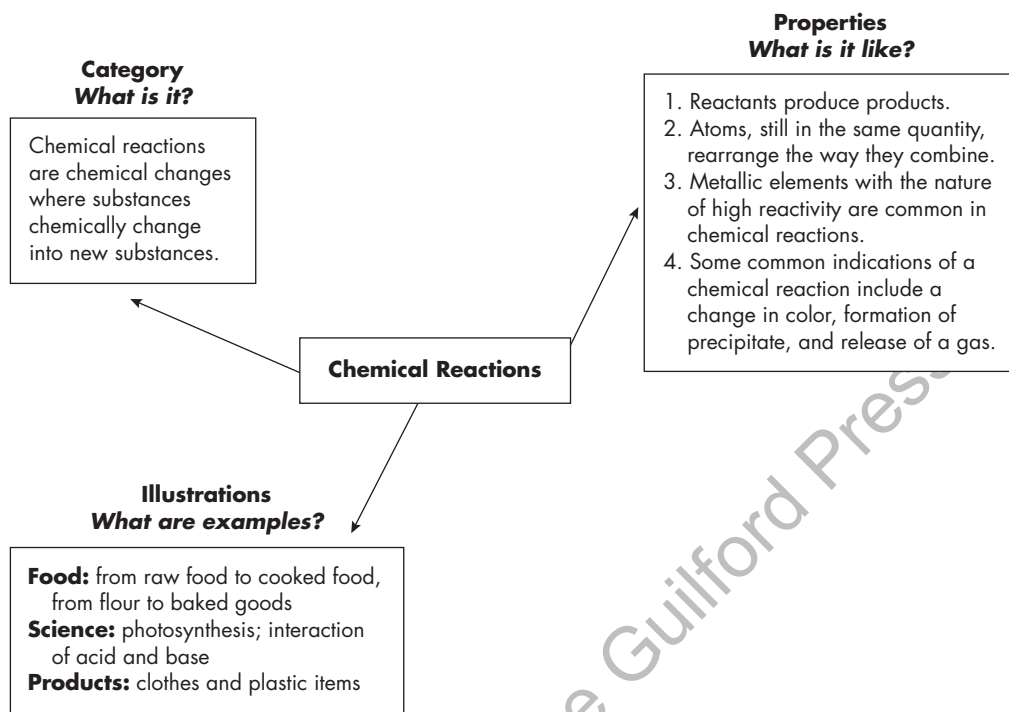 Category
What is it?
Chemical reactions
are chemical changes
where substances
chemically change
into new substances.
Properties
What is it like?
1. Reactants produce products.
2. Atoms, still in the same quantity,
rearrange the way they combine.
3. Metallic elements with the nature
of high reactivity are common in
chemical reactions.
4. Some common indications of a
chemical reaction include a
change in color, formation of
precipitate, and release of a gas.
Chemical Reactions
Illustrations
What are examples?
Food: from raw food to cooked food,
from flour to baked goods
Science: photosynthesis; interaction
of acid and base
Products: clothes and plastic items
Guilford Press